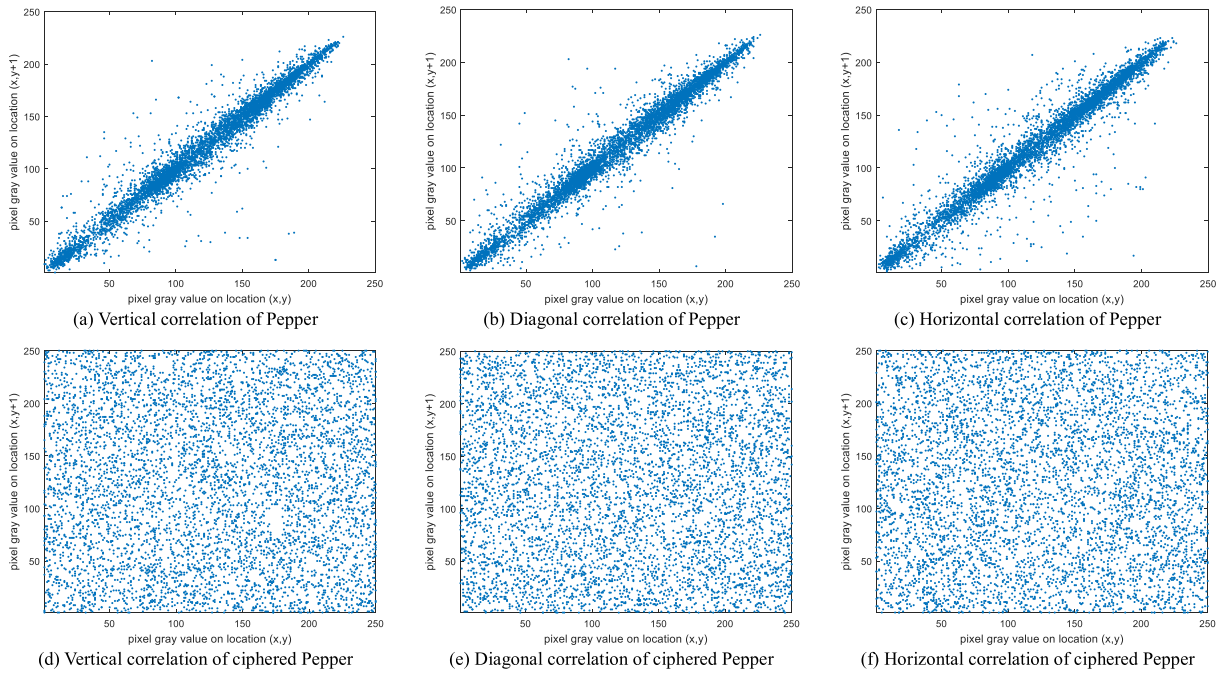 250
200
150
100
50
pixel gray value on location (x,y+1)
50 100 150 200 250
pixel gray value on location (x,y)
(a) Vertical correlation of Pepper
250
200
150
100
50
pixel gray value on location (x,y+1)
50 100 150 200 250
pixel gray value on location (x,y)
(b) Diagonal correlation of Pepper
250
200
150
100
50
pixel gray value on location (x,y+1)
50 100 150 200 250
pixel gray value on location (x,y)
(c) Horizontal correlation of Pepper
250
200
150
100
50
pixel gray value on location (x,y+1)
50 100 150 200 250
pixel gray value on location (x,y)
(d) Vertical correlation of ciphered Pepper
250
200
150
100
50
pixel gray value on location (x,y+1)
50 100 150 200 250
pixel gray value on location (x,y)
(e) Diagonal correlation of ciphered Pepper
250
200
150
100
50
pixel gray value on location (x,y+1)
50 100 150 200 250
pixel gray value on location (x,y)
(f) Horizontal correlation of ciphered Pepper